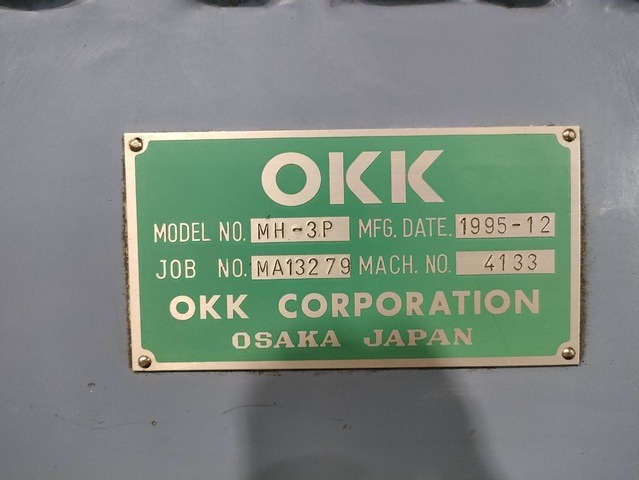 OKK
MODEL NO. MH-3P MFG. DATE. 1995-12
JOB NO. MA13279 MACH. NO. 4133
OKK CORPORATION
OSAKA JAPAN